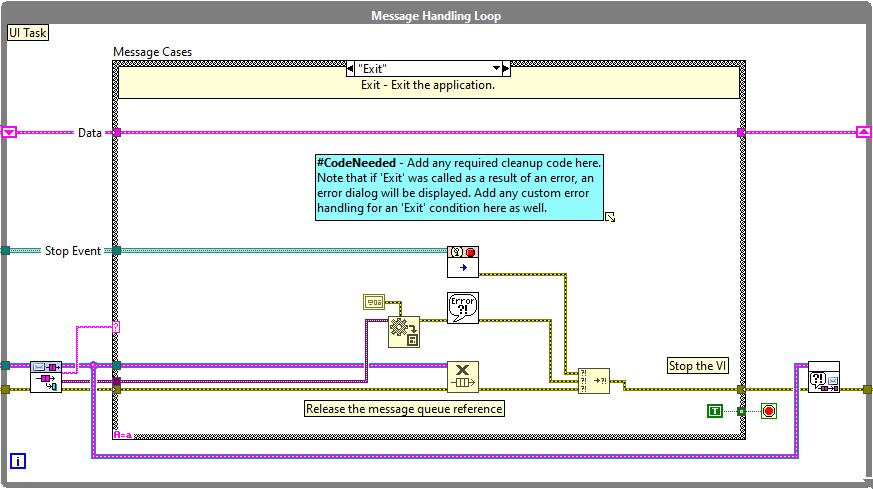 Message Handling Loop
UI Task
Message Cases
"Exit"
Exit - Exit the application.
Data
#CodeNeeded - Add any required cleanup code here.
Note that if 'Exit' was called as a result of an error, an
error dialog will be displayed. Add any custom error
handling for an 'Exit' condition here as well.
Stop Event
Error
?!
?
Stop the VI
X
?!
?!
?!
→?!
?!
Release the message queue reference
T
A=a
i